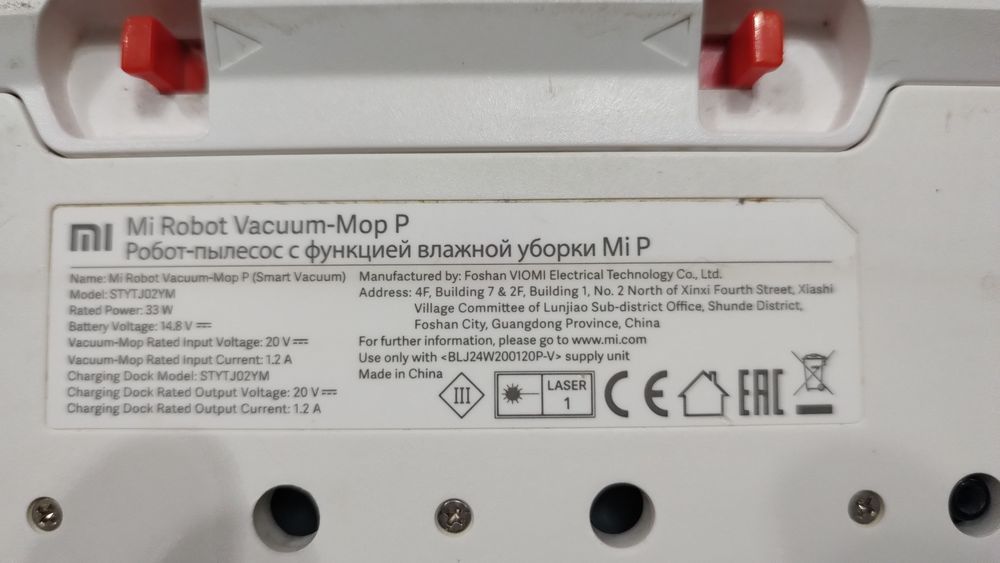 mi Mi Robot Vacuum-Mop P
Робот-пылесос с функцией влажной уборки Mi P
Name: Mi Robot Vacuum-Mop P (Smart Vacuum)
Model: STYTJ02YM
Rated Power: 33 W
Battery Voltage: 14.8 V ⎓
Vacuum-Mop Rated Input Voltage: 20 V ⎓
Vacuum-Mop Rated Input Current: 1.2 A
Charging Dock Model: STYTJ02YM
Charging Dock Rated Output Voltage: 20 V ⎓
Charging Dock Rated Output Current: 1.2 A
Manufactured by: Foshan VIOMI Electrical Technology Co., Ltd.
Address: 4F, Building 7 & 2F, Building 1, No. 2 North of Xinxi Fourth Street, Xiashi
Village Committee of Lunjiao Sub-district Office, Shunde District,
Foshan City, Guangdong Province, China
For further information, please go to www.mi.com
Use only with <BLJ24W200120P-V> supply unit
Made in China
III
LASER
1
CE
EAC